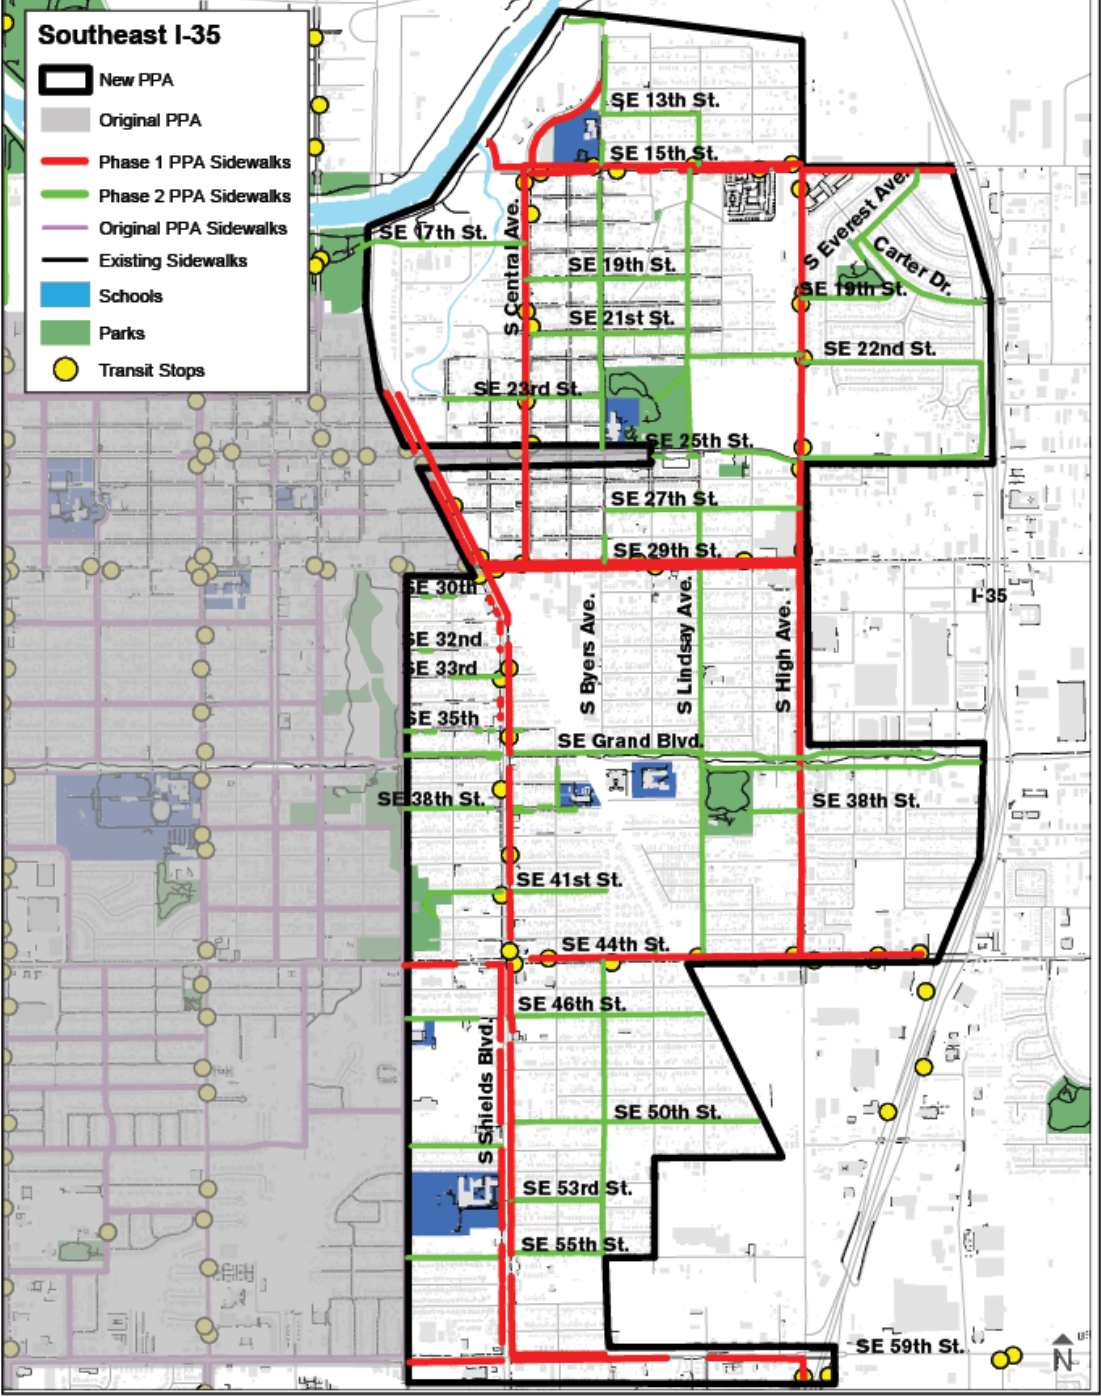 Southeast I-35
New PPA
Original PPA
Phase 1 PPA Sidewalks
Phase 2 PPA Sidewalks
Original PPA Sidewalks
Existing Sidewalks
Schools
Parks
Transit Stops
SE 13th St.
SE 15th St.
S Everest Ave.
SE 17th St.
S Central Ave.
Carter Dr.
SE 19th St.
SE 19th St.
SE 21st St.
SE 22nd St.
SE 23rd St.
SE 25th St.
SE 27th St.
SE 29th St.
SE 30th
I-35
S Byers Ave.
S Lindsay Ave.
S High Ave.
SE 32nd
SE 33rd
SE 35th
SE Grand Blvd.
SE 38th St.
SE 38th St.
SE 41st St.
SE 44th St.
SE 46th St.
S Shields Blvd.
SE 50th St.
SE 53rd St.
SE 55th St.
SE 59th St.
N